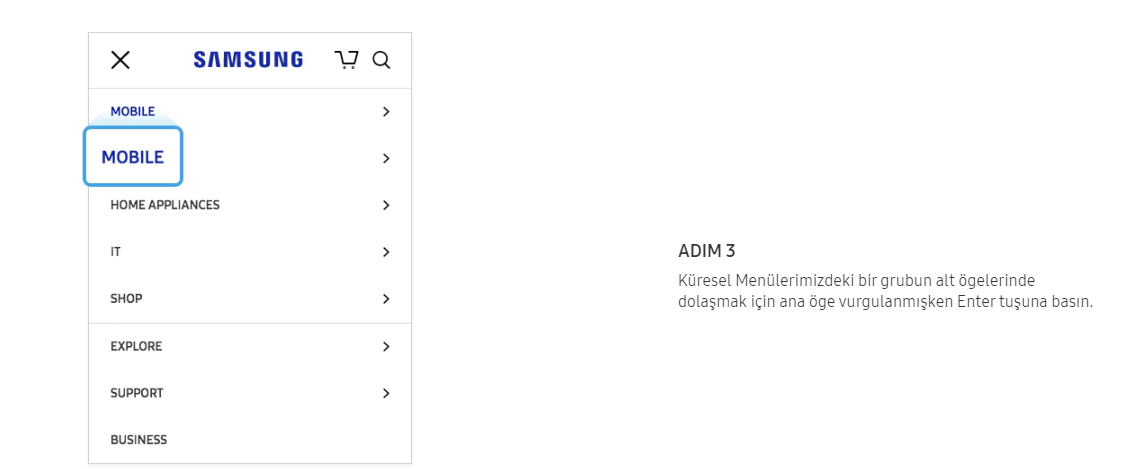 SAMSUNG
MOBILE
MOBILE
HOME APPLIANCES
IT
SHOP
EXPLORE
SUPPORT
BUSINESS
ADIM 3
Küresel Menülerimizdeki bir grubun alt ögelerinde
dolaşmak için ana öge vurgulanmışken Enter tuşuna basın.